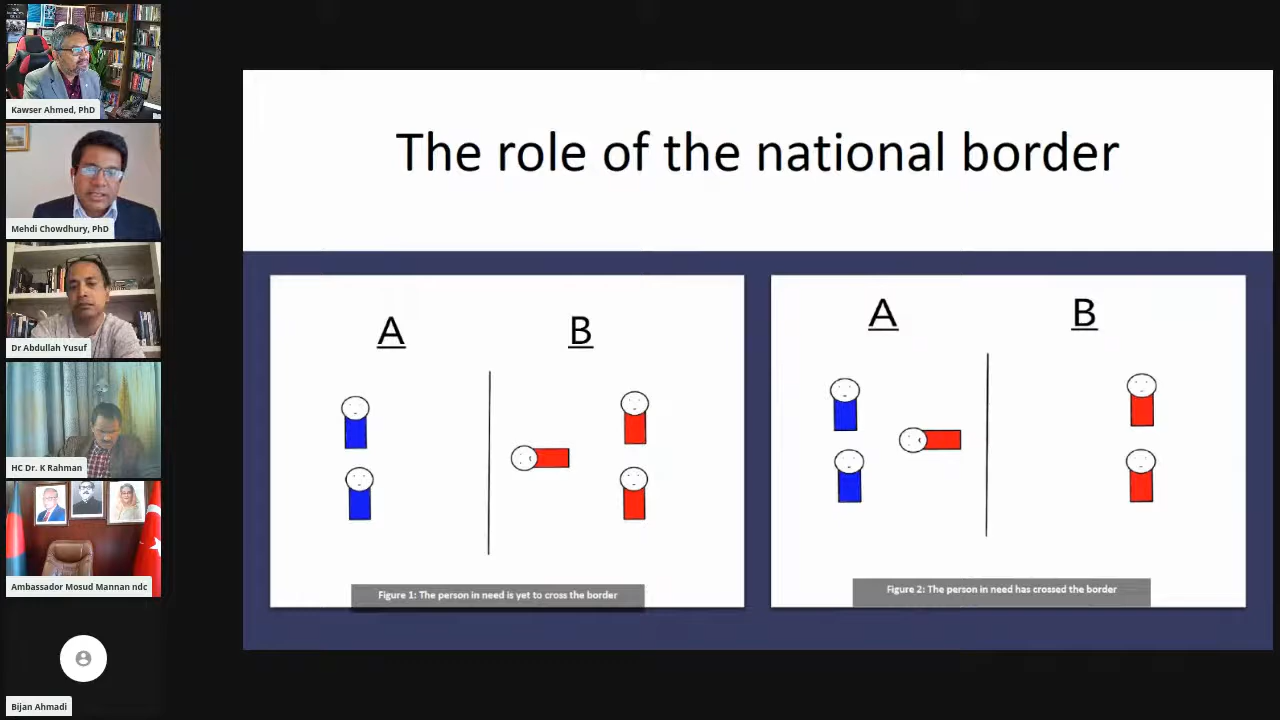 Kawser Ahmed, PhD
Mehdi Chowdhury, PhD
Dr Abdullah Yusuf
HC Dr. K Rahman
Ambassador Mosud Mannan ndc
Bijan Ahmadi
The role of the national border
A B
Figure 1: The person in need is yet to cross the border
A B
Figure 2: The person in need has crossed the border